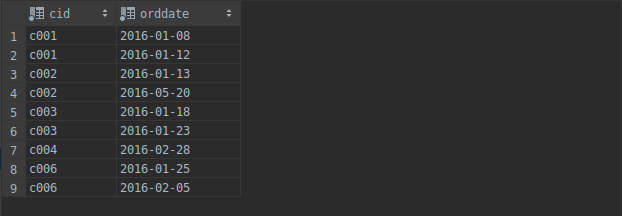 cid orddate
1 c001 2016-01-08
2 c001 2016-01-12
3 c002 2016-01-13
4 c002 2016-05-20
5 c003 2016-01-18
6 c003 2016-01-23
7 c004 2016-02-28
8 c006 2016-01-25
9 c006 2016-02-05